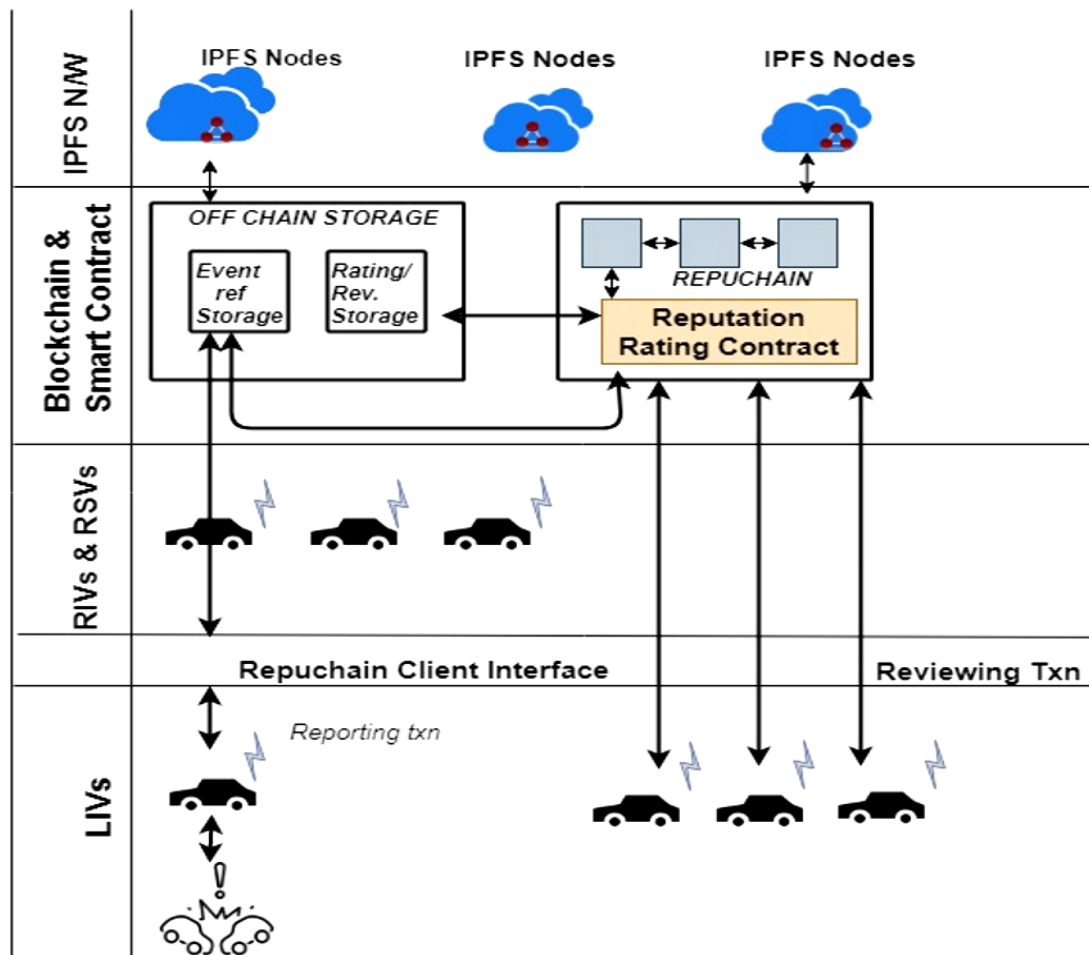 IPFS N/W
IPFS Nodes
IPFS Nodes
IPFS Nodes
Blockchain &
Smart Contract
OFF CHAIN STORAGE
Event
ref
Storage
Rating/
Rev.
Storage
REPUCHAIN
Reputation
Rating Contract
RIVs & RSVs
Repuchain Client Interface
Reviewing Txn
LIVs
Reporting txn
!